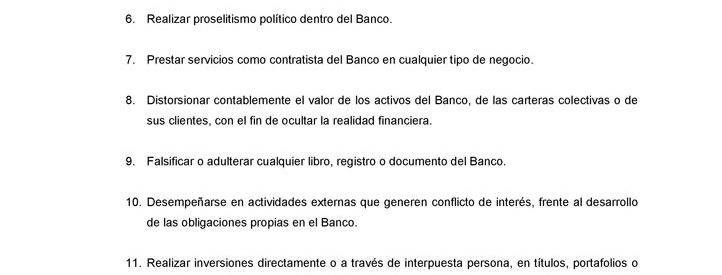 6. Realizar proselitismo político dentro del Banco.
7. Prestar servicios como contratista del Banco en cualquier tipo de negocio.
8. Distorsionar contablemente el valor de los activos del Banco, de las carteras colectivas o de
sus clientes, con el fin de ocultar la realidad financiera.
9. Falsificar o adulterar cualquier libro, registro o documento del Banco.
10. Desempeñarse en actividades externas que generen conflicto de interés, frente al desarrollo
de las obligaciones propias en el Banco.
11. Realizar inversiones directamente o a través de interpuesta persona, en títulos, portafolios o